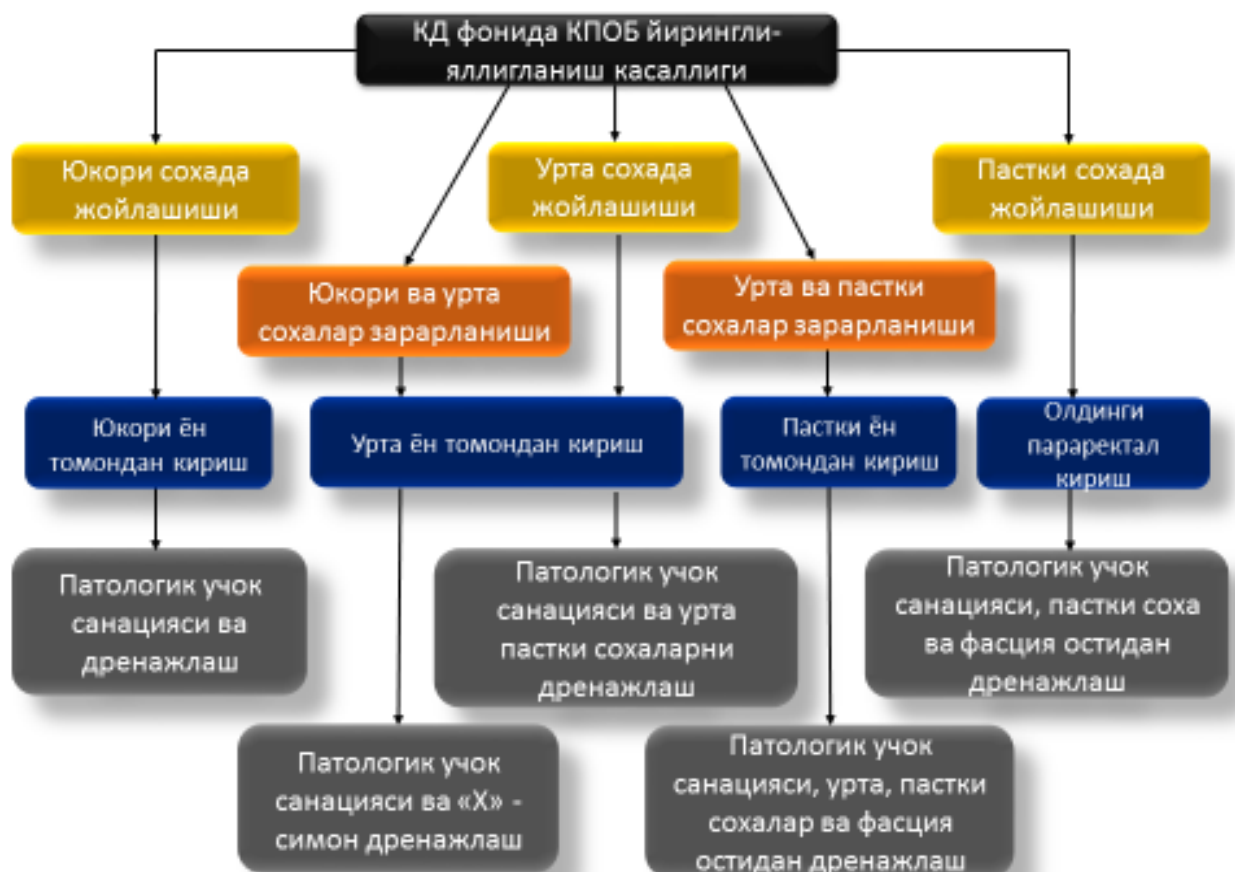 КД фонида КПОБ йирингли-
яллигланиш касаллиги
Юкори сохада
жойлашиши
Урта сохада
жойлашиши
Пастки сохада
жойлашиши
Юкори ва урта
сохалар зарарланиши
Урта ва пастки
сохалар зарарланиши
Юкори ён
томондан кириш
Урта ён томондан кириш
Пастки ён
томондан кириш
Олдинги
параректал
кириш
Патологик учок
санацияси ва
дренажлаш
Патологик учок
санацияси ва урта
пастки сохаларни
дренажлаш
Патологик учок
санацияси, пастки соха
ва фасция остидан
дренажлаш
Патологик учок
санацияси ва «Х» -
симон дренажлаш
Патологик учок
санацияси, урта, пастки
сохалар ва фасция
остидан дренажлаш